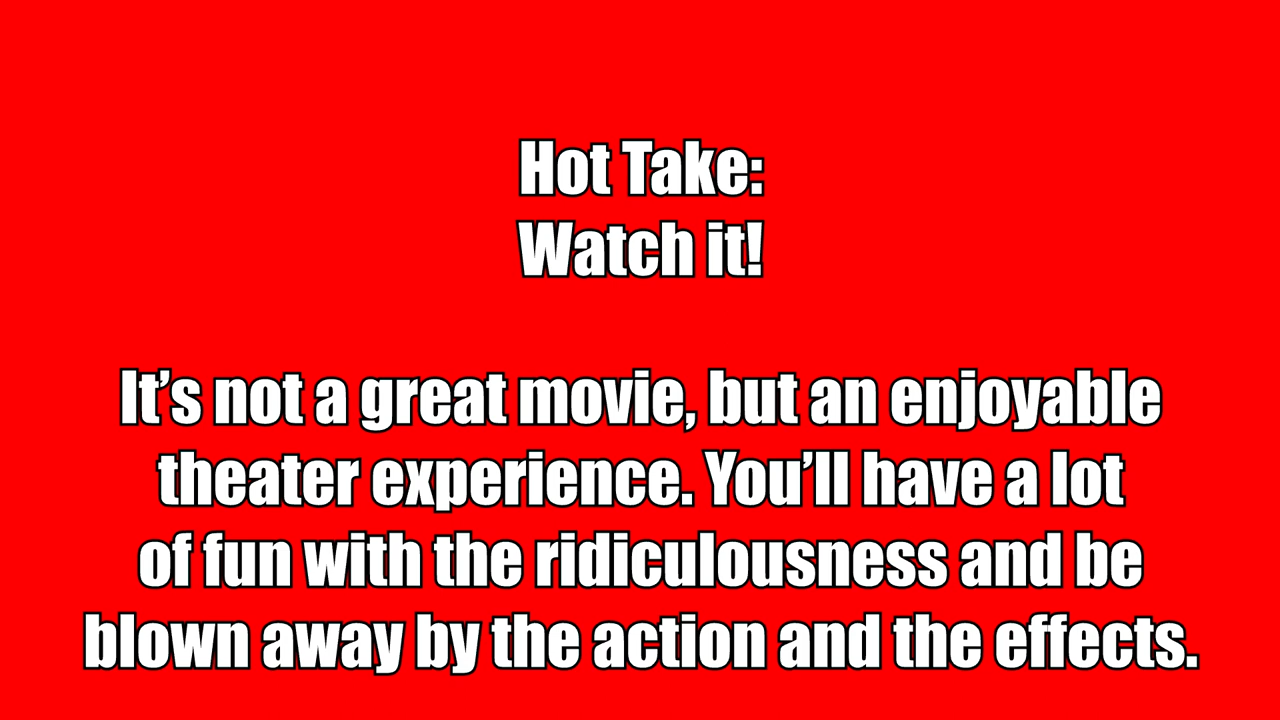 Hot Take:
Watch it!
It’s not a great movie, but an enjoyable
theater experience. You’ll have a lot
of fun with the ridiculousness and be
blown away by the action and the effects.